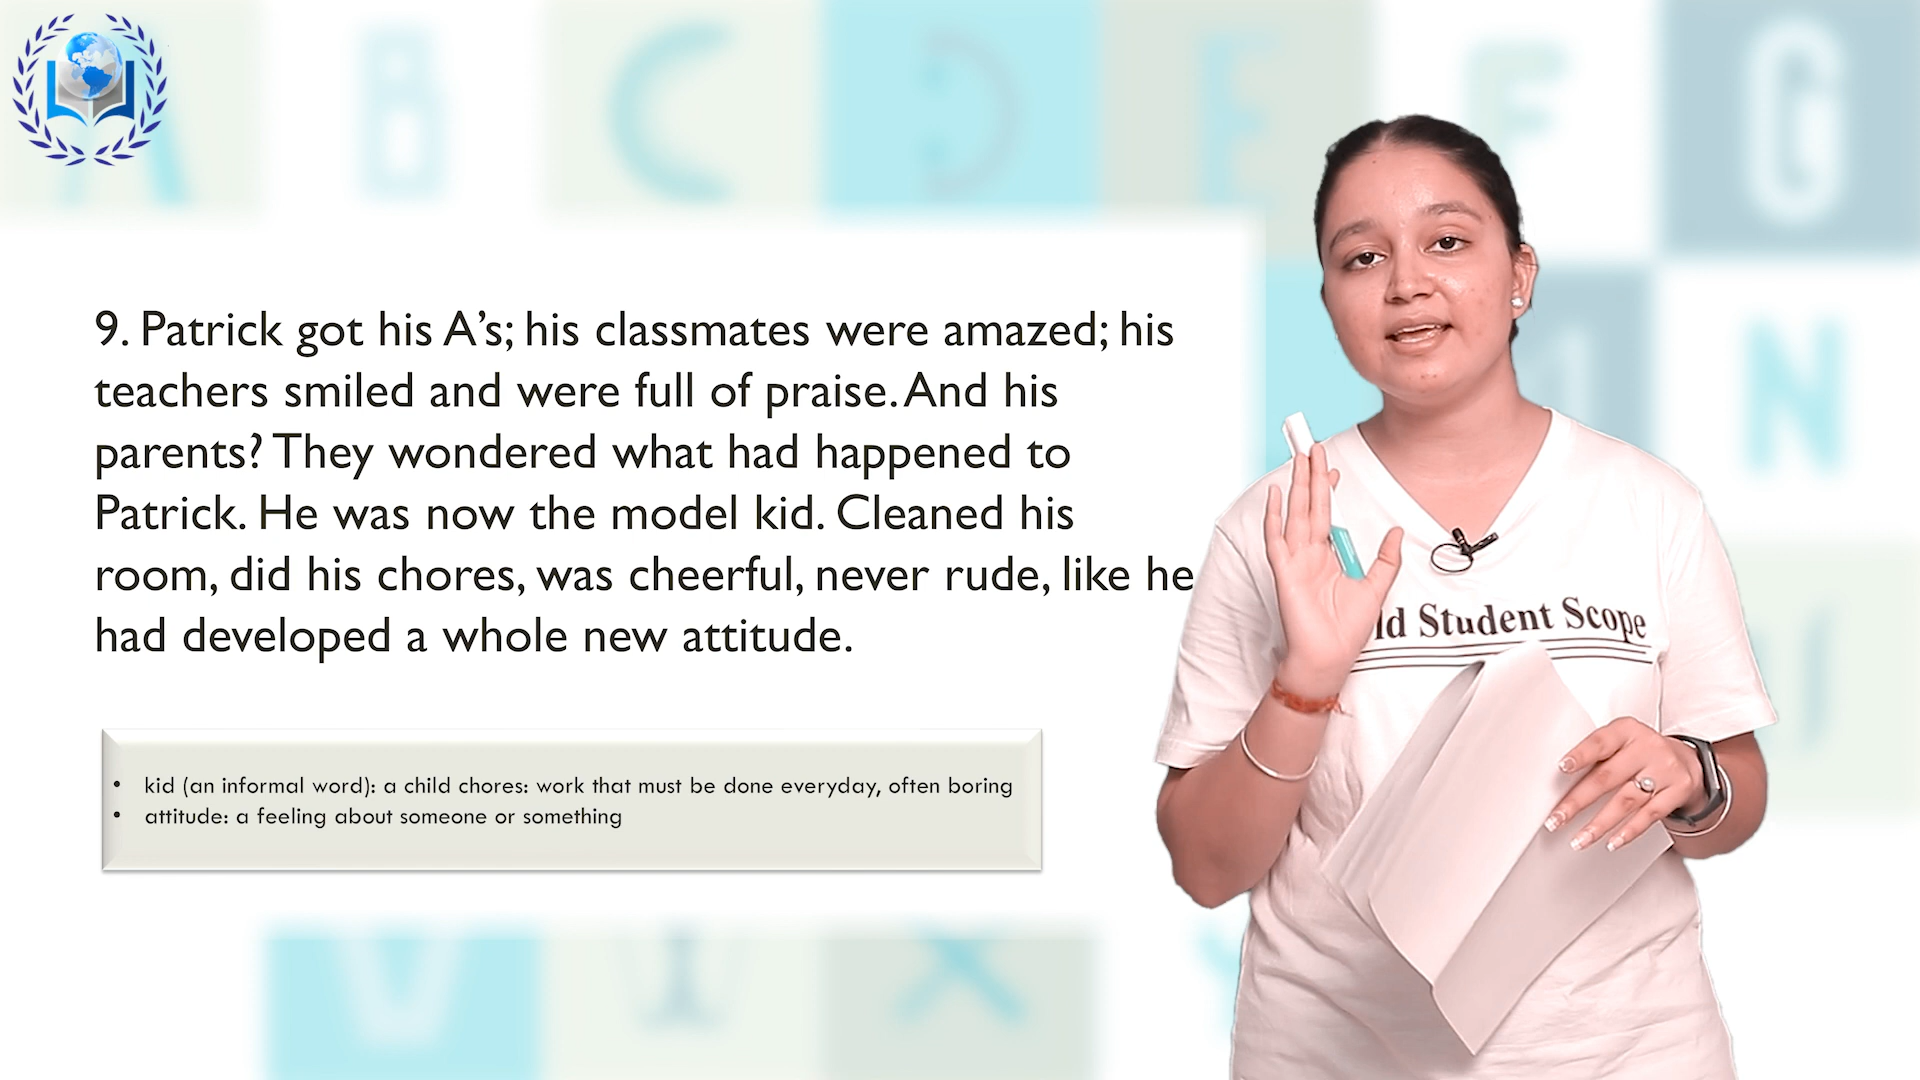 A B C D E F G
9. Patrick got his A’s; his classmates were amazed; his
N
teachers smiled and were full of praise. And his
parents? They wondered what had happened to
Patrick. He was now the model kid. Cleaned his
room, did his chores, was cheerful, never rude, like he
had developed a whole new attitude.
ld Student Scope
• kid (an informal word): a child chores: work that must be done everyday, often boring
• attitude: a feeling about someone or something
V X